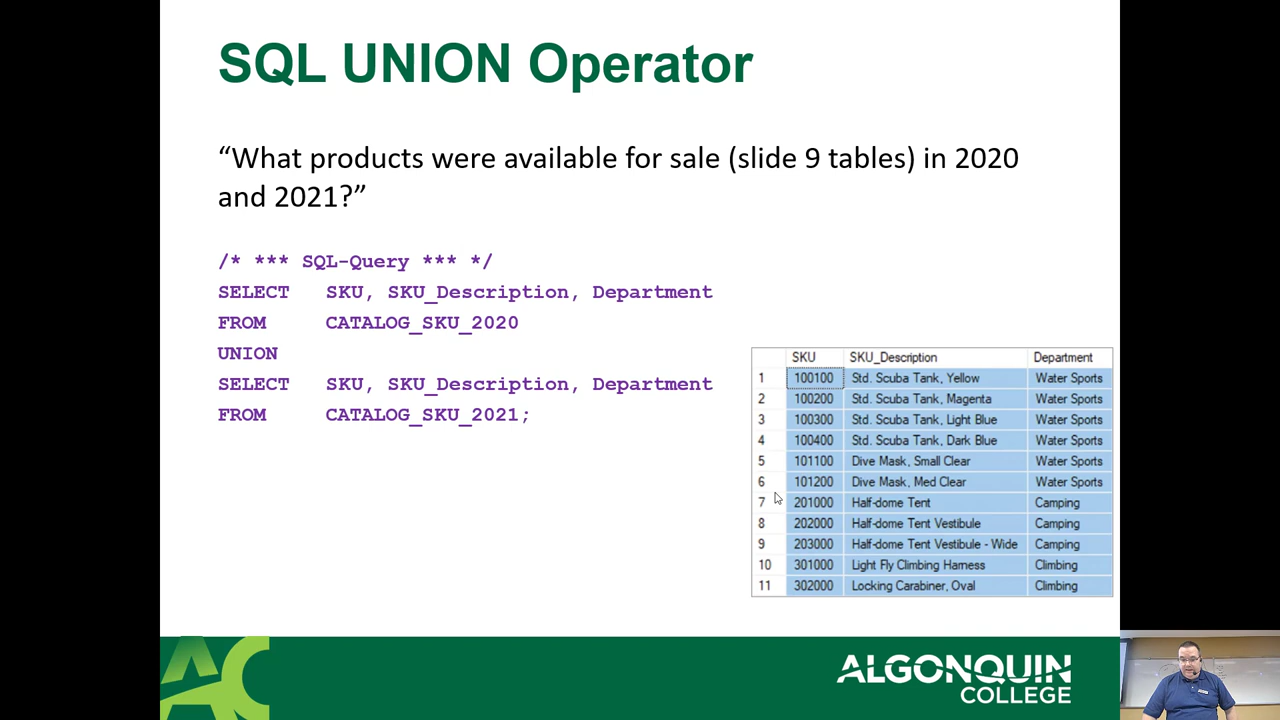 SQL UNION Operator
“What products were available for sale (slide 9 tables) in 2020
and 2021?”
/* *** SQL-Query *** */
SELECT SKU, SKU_Description, Department
FROM CATALOG_SKU_2020
UNION
SELECT SKU, SKU_Description, Department
FROM CATALOG_SKU_2021;
SKU SKU_Description Department
1 100100 Std. Scuba Tank, Yellow Water Sports
2 100200 Std. Scuba Tank, Magenta Water Sports
3 100300 Std. Scuba Tank, Light Blue Water Sports
4 100400 Std. Scuba Tank, Dark Blue Water Sports
5 101100 Dive Mask, Small Clear Water Sports
6 101200 Dive Mask, Med Clear Water Sports
7 201000 Half-dome Tent Camping
8 202000 Half-dome Tent Vestibule Camping
9 203000 Half-dome Tent Vestibule - Wide Camping
10 301000 Light Fly Climbing Harness Climbing
11 302000 Locking Carabiner, Oval Climbing
AC
ALGONQUIN
COLLEGE